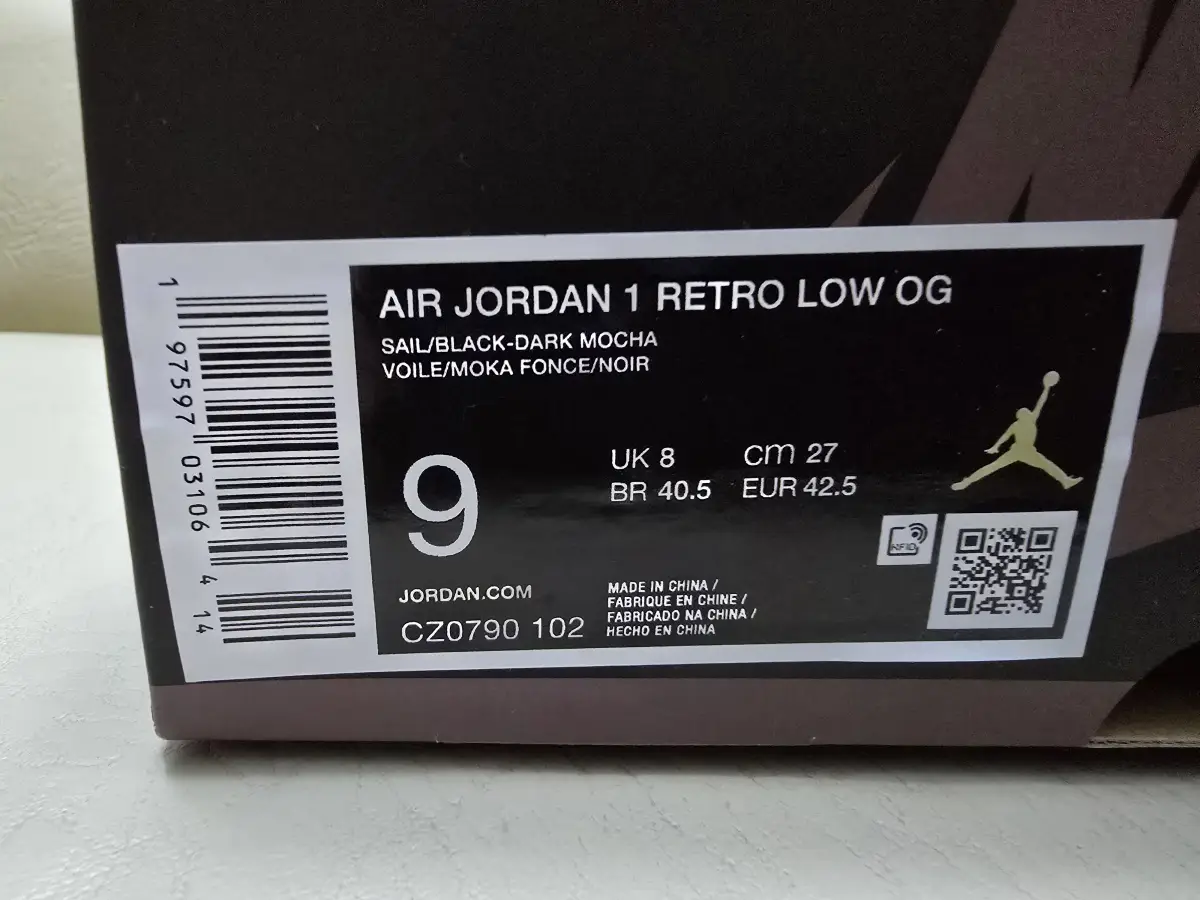 AIR JORDAN 1 RETRO LOW OG
SAIL/BLACK-DARK MOCHA
VOILE/MOKA FONCE/NOIR
9
UK 8 cm 27
BR 40.5 EUR 42.5
JORDAN.COM
CZ0790 102
MADE IN CHINA /
FABRIQUE EN CHINE /
FABRICADO NA CHINA /
HECHO EN CHINA
RFID
1 97597 03106 4 14